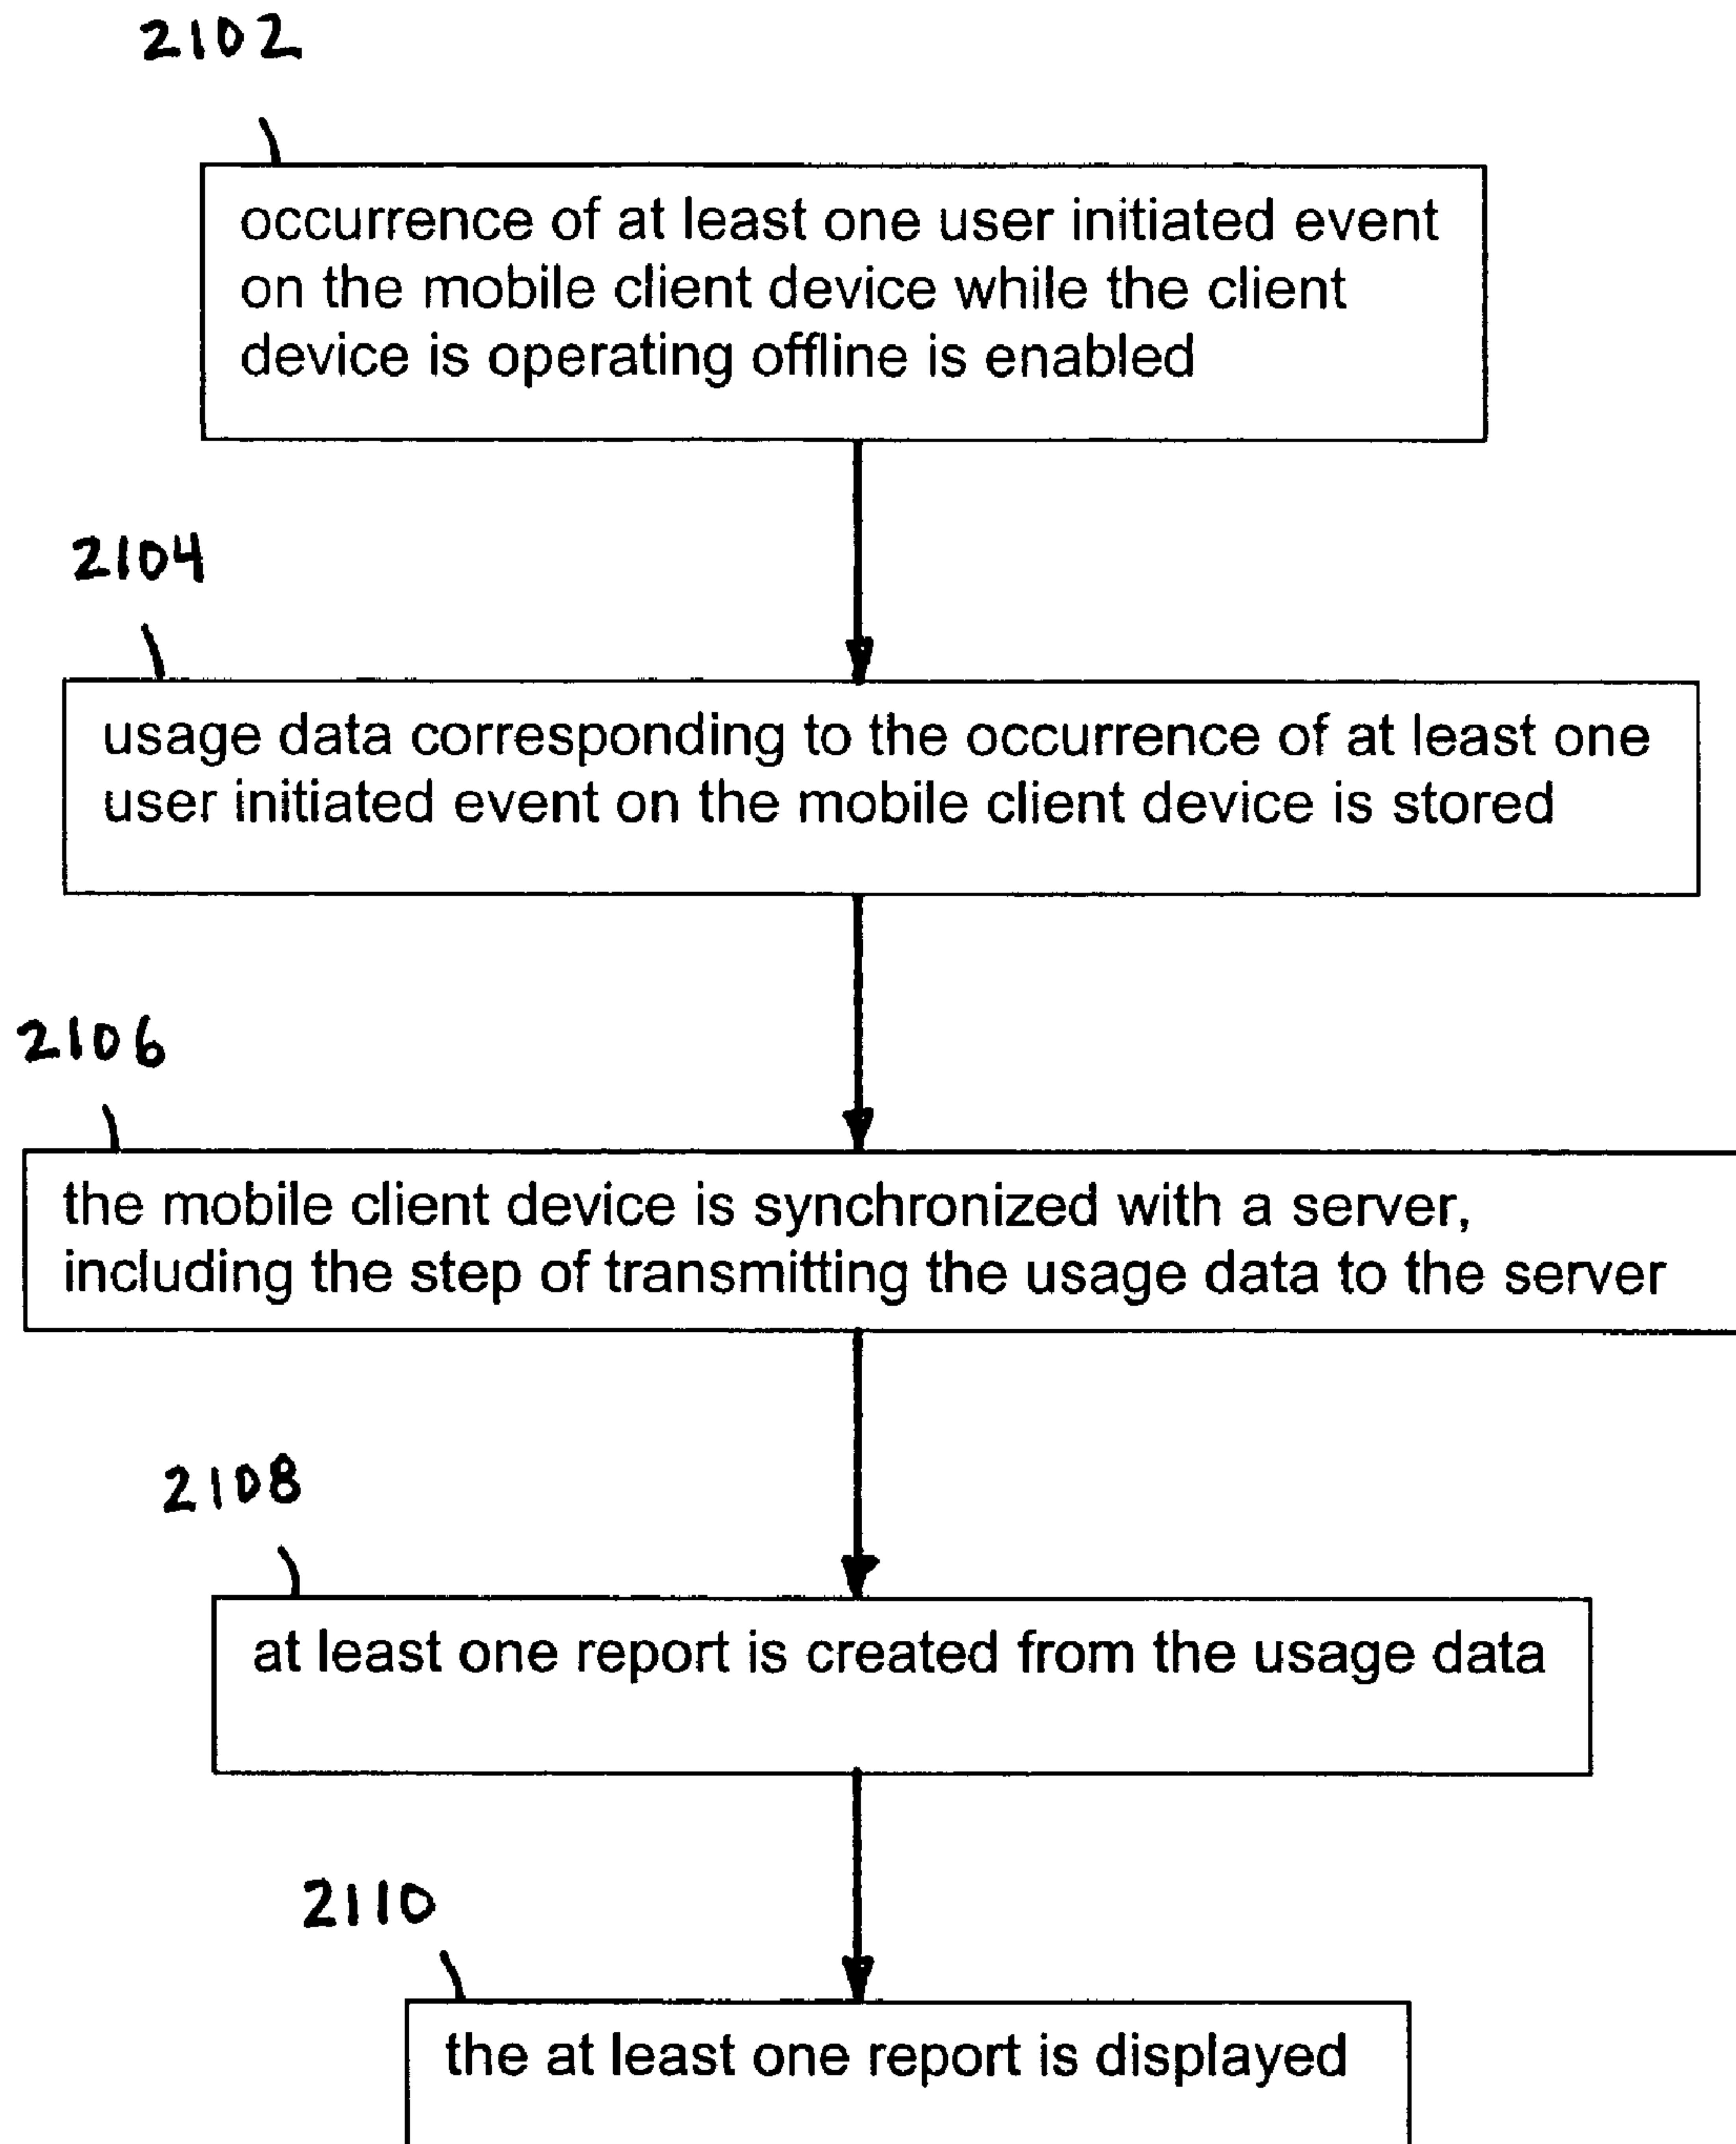 2102
occurrence of at least one user initiated event
on the mobile client device while the client
device is operating offline is enabled
2104
usage data corresponding to the occurrence of at least one
user initiated event on the mobile client device is stored
2106
the mobile client device is synchronized with a server,
including the step of transmitting the usage data to the server
2108
at least one report is created from the usage data
2110
the at least one report is displayed